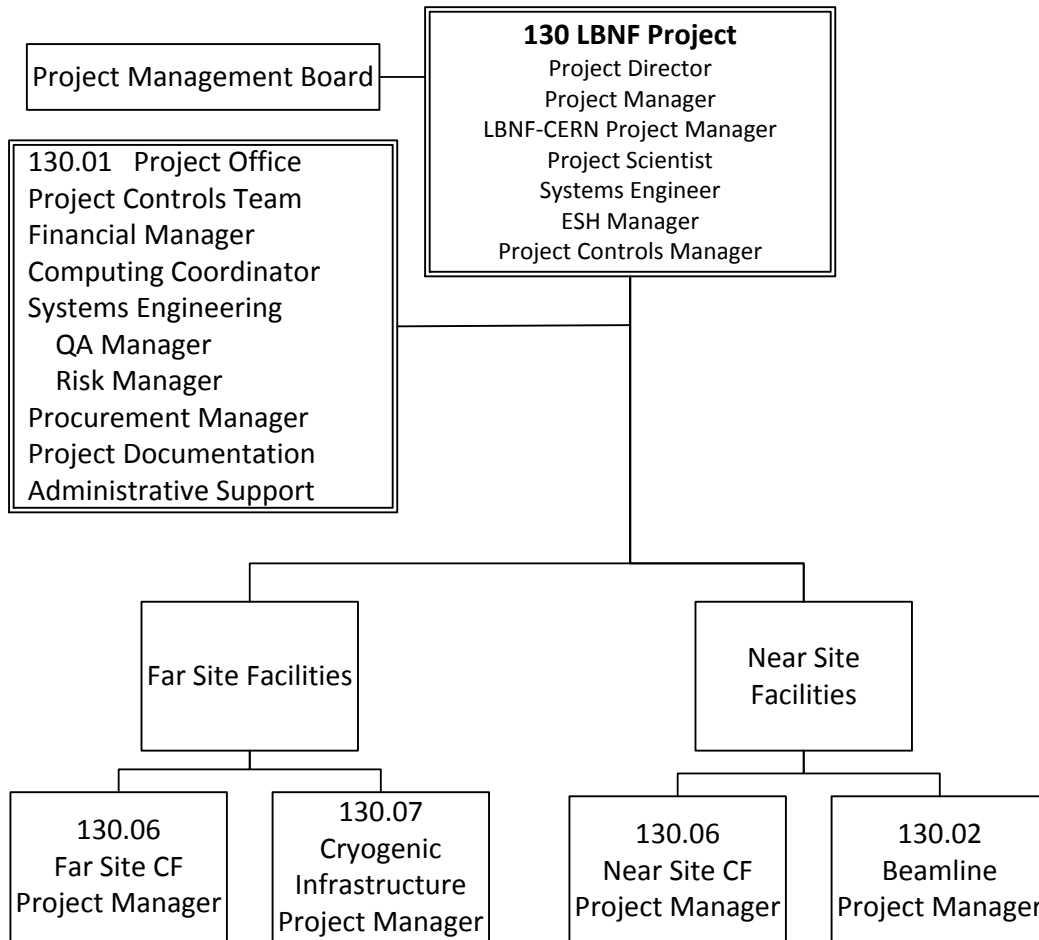 130 LBNF Project
Project Director
Project Manager
LBNF-CERN Project Manager
Project Scientist
Systems Engineer
ESH Manager
Project Controls Manager
Project Management Board
130.01 Project Office
Project Controls Team
Financial Manager
Computing Coordinator
Systems Engineering
QA Manager
Risk Manager
Procurement Manager
Project Documentation
Administrative Support
Far Site Facilities
Near Site
Facilities
130.06
Far Site CF
Project Manager
130.07
Cryogenic
Infrastructure
Project Manager
130.06
Near Site CF
Project Manager
130.02
Beamline
Project Manager